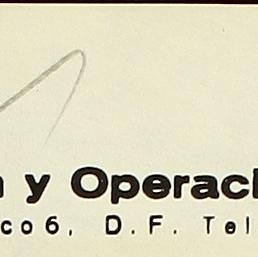 y Operaci
co6, D.F. Tel